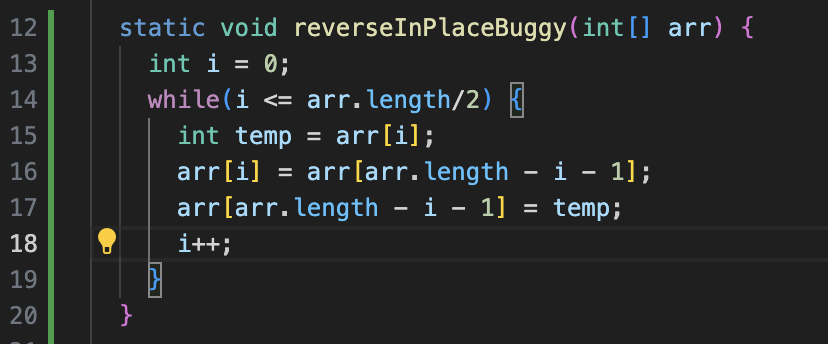 12 static void reverseInPlaceBuggy(int[] arr) {
13 int i = 0;
14 while(i <= arr.length/2) {
15 int temp = arr[i];
16 arr[i] = arr[arr.length - i - 1];
17 arr[arr.length - i - 1] = temp;
18 i++;
19 }
20 }